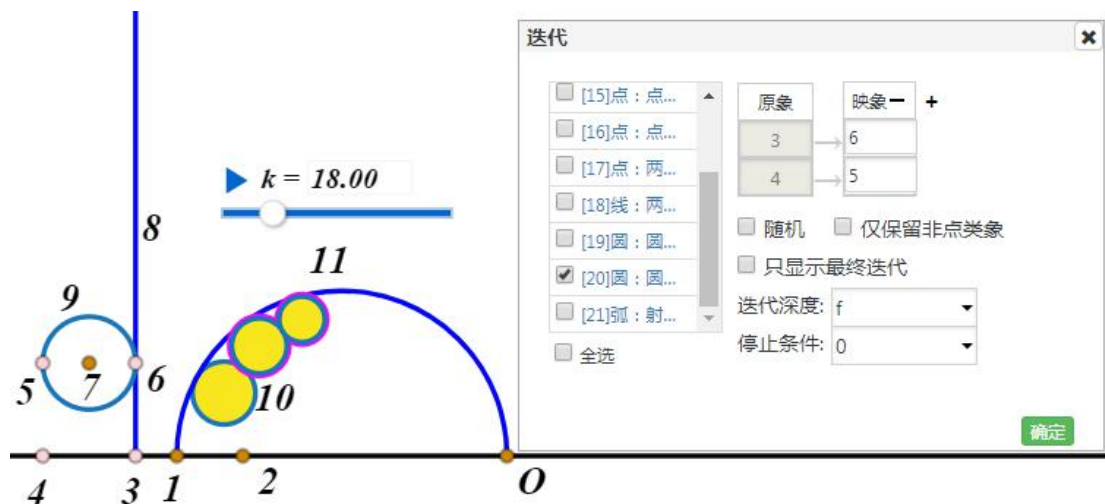 迭代
[15]点：点...
[16]点：点...
[17]点：两...
[18]线：两...
[19]圆：圆...
[20]圆：圆...
[21]弧：射...
全选
原象 映象 − +
3 → 6
4 → 5
随机 仅保留非点类象
只显示最终迭代
迭代深度: f
停止条件: 0
确定
k = 18.00
8
11
9
5 7 6
10
4 3 1 2 O